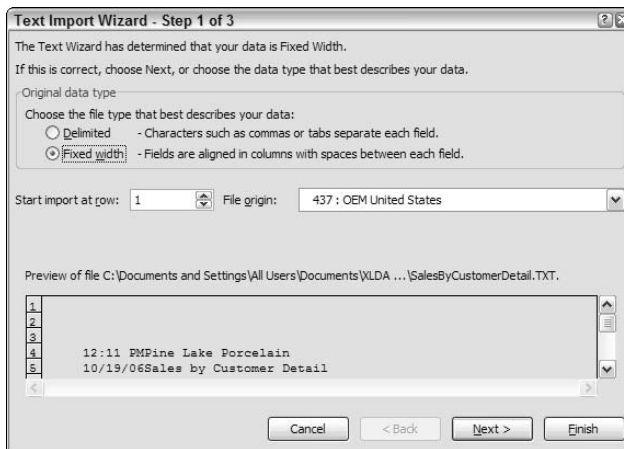 Text Import Wizard - Step 1 of 3
The Text Wizard has determined that your data is Fixed Width.
If this is correct, choose Next, or choose the data type that best describes your data.
Original data type
Choose the file type that best describes your data:
Delimited - Characters such as commas or tabs separate each field.
Fixed width - Fields are aligned in columns with spaces between each field.
Start import at row: 1 File origin: 437 : OEM United States
Preview of file C:\Documents and Settings\All Users\Documents\XLDA ...\SalesByCustomerDetail.TXT.
1
2
3
4 12:11 PMPine Lake Porcelain
5 10/19/06Sales by Customer Detail
Cancel < Back Next > Finish